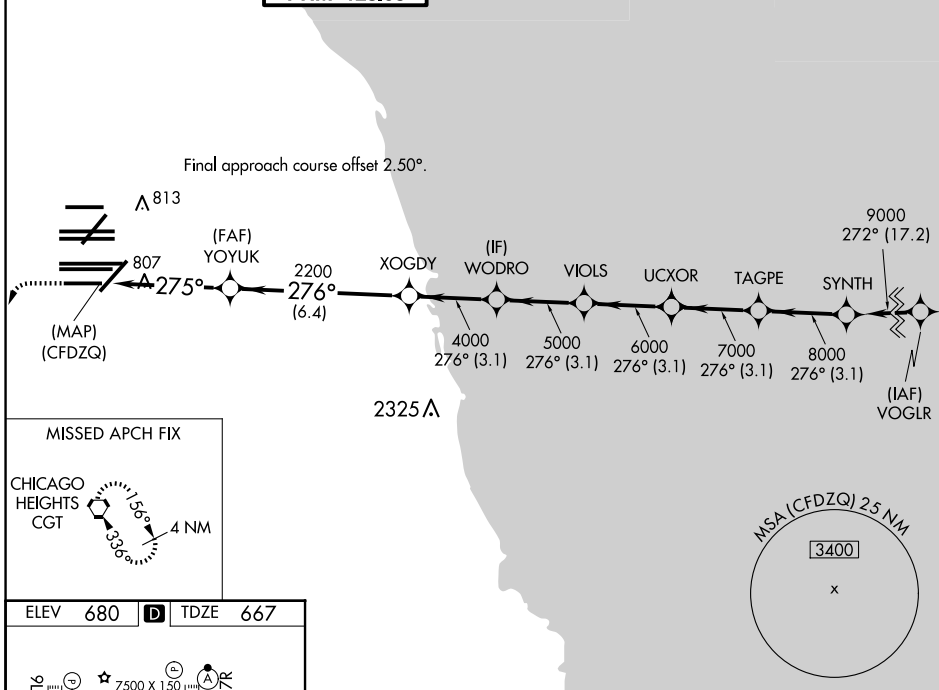 Final approach course offset 2.50°.
813
807
(FAF)
YOYUK
275°
2200
276°
(6.4)
XOGDY
(IF)
WODRO
VIOLS
UCXOR
TAGPE
SYNTH
9000
272° (17.2)
(MAP)
(CFDZQ)
4000
276° (3.1)
5000
276° (3.1)
6000
276° (3.1)
7000
276° (3.1)
8000
276° (3.1)
(IAF)
VOGLR
2325
MISSED APCH FIX
CHICAGO
HEIGHTS
CGT
156°
336°
4 NM
MSA (CFDZQ) 25 NM
3400
x
ELEV 680 D TDZE 667
P
7500 X 150
P
A